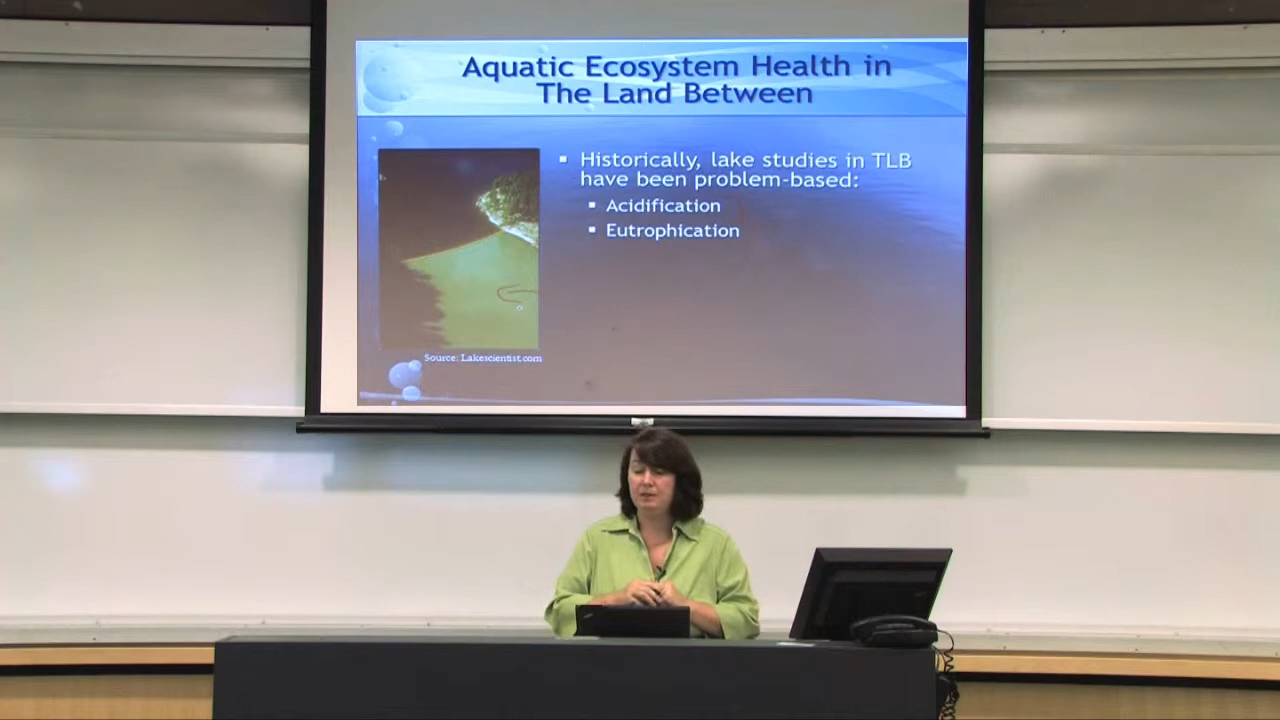 Aquatic Ecosystem Health in
The Land Between
Historically, lake studies in TLB
have been problem-based:
Acidification
Eutrophication
Source: Lakescientist.com